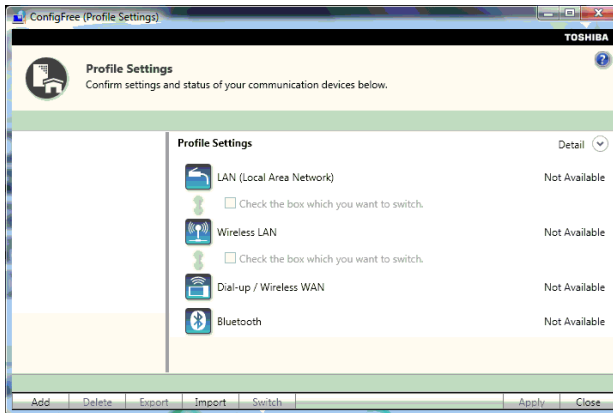 ConfigFree (Profile Settings)
TOSHIBA
Profile Settings
Confirm settings and status of your communication devices below.
?
Profile Settings Detail
LAN (Local Area Network) Not Available
Check the box which you want to switch.
Wireless LAN Not Available
Check the box which you want to switch.
Dial-up / Wireless WAN Not Available
Bluetooth Not Available
Add Delete Export Import Switch Apply Close